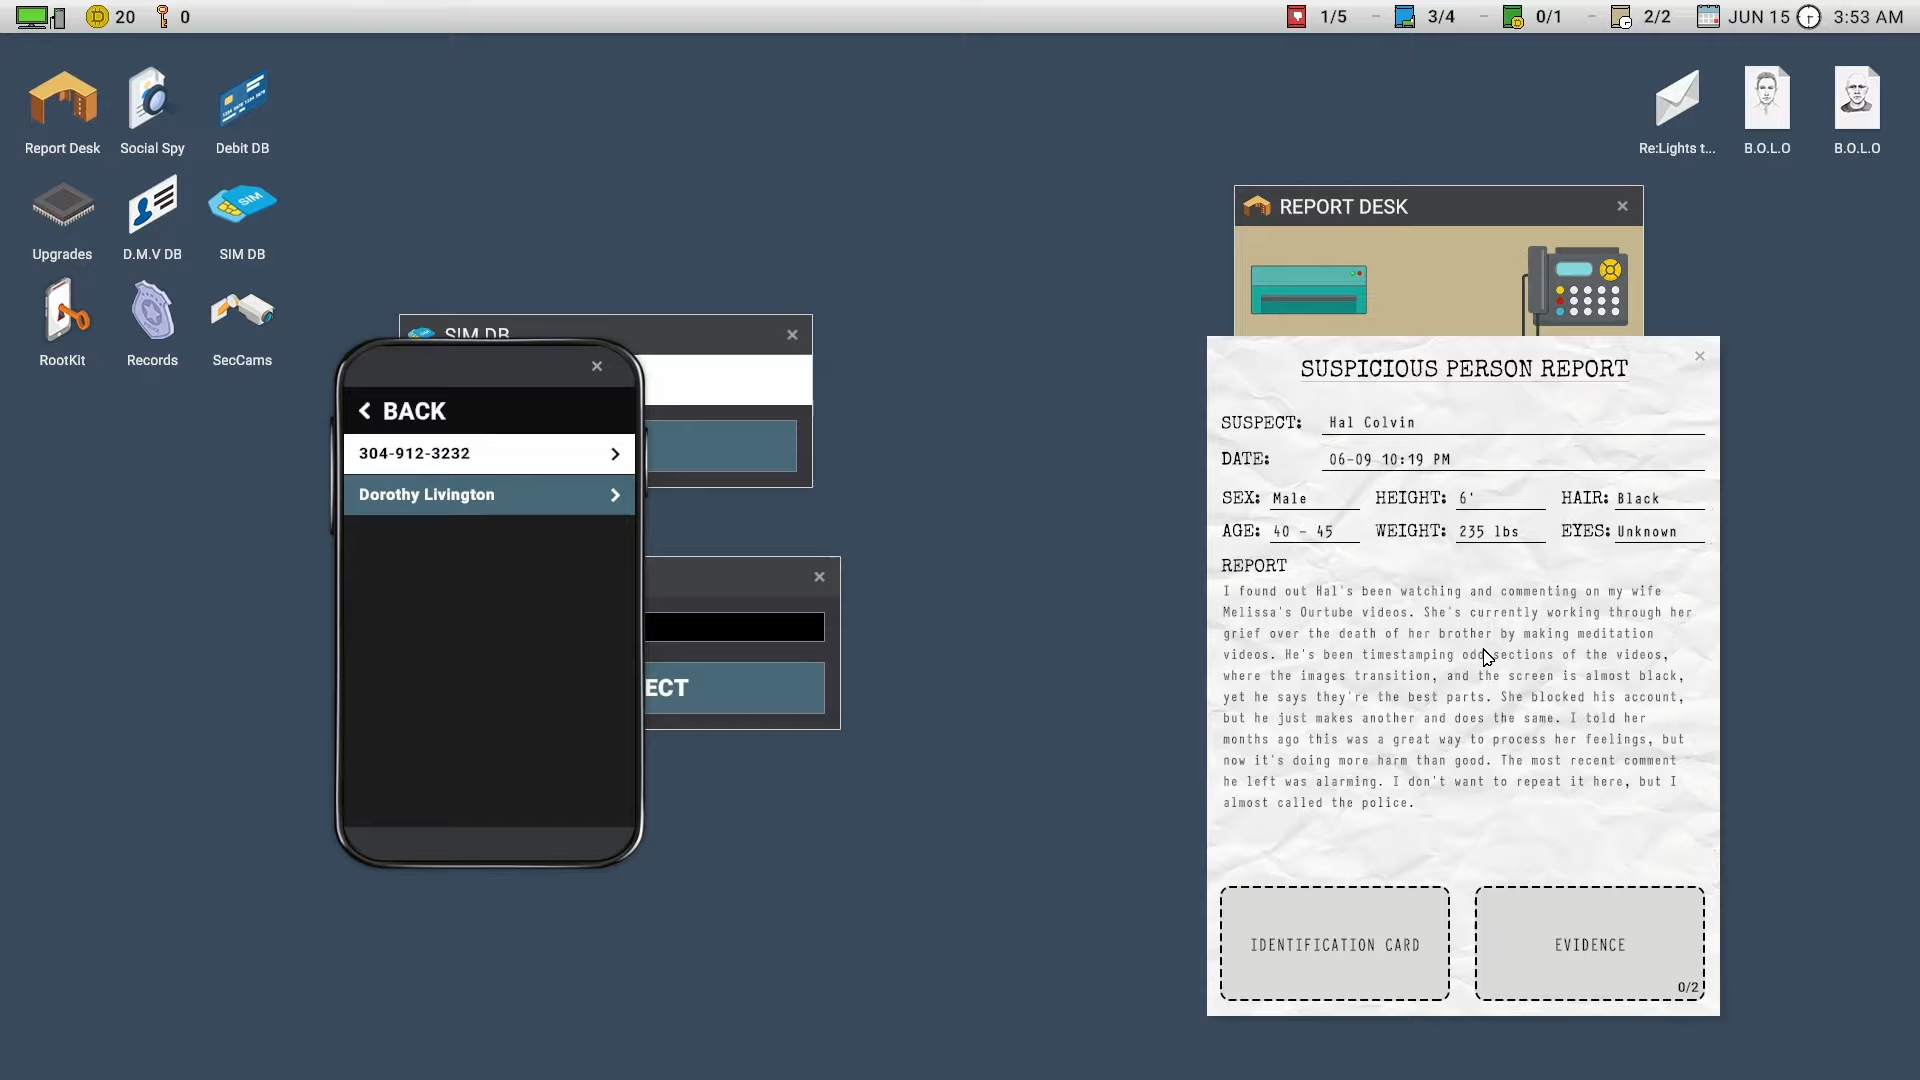 20
0
1/5
3/4
0/1
2/2
JUN 15
3:53 AM
Report Desk
Social Spy
Debit DB
Upgrades
D.M.V DB
SIM DB
SIM
RootKit
Records
SecCams
Re:Lights t...
B.O.L.O
B.O.L.O
SIM DB
BACK
304-912-3232
Dorothy Livington
ECT
REPORT DESK
SUSPICIOUS PERSON REPORT
SUSPECT: Hal Colvin
DATE: 06-09 10:19 PM
SEX: Male HEIGHT: 6' HAIR: Black
AGE: 40 - 45 WEIGHT: 235 lbs EYES: Unknown
REPORT
I found out Hal's been watching and commenting on my wife
Melissa's Ourtube videos. She's currently working through her
grief over the death of her brother by making meditation
videos. He's been timestamping odd sections of the videos,
where the images transition, and the screen is almost black,
yet he says they're the best parts. She blocked his account,
but he just makes another and does the same. I told her
months ago this was a great way to process her feelings, but
now it's doing more harm than good. The most recent comment
he left was alarming. I don't want to repeat it here, but I
almost called the police.
IDENTIFICATION CARD
EVIDENCE
0/2